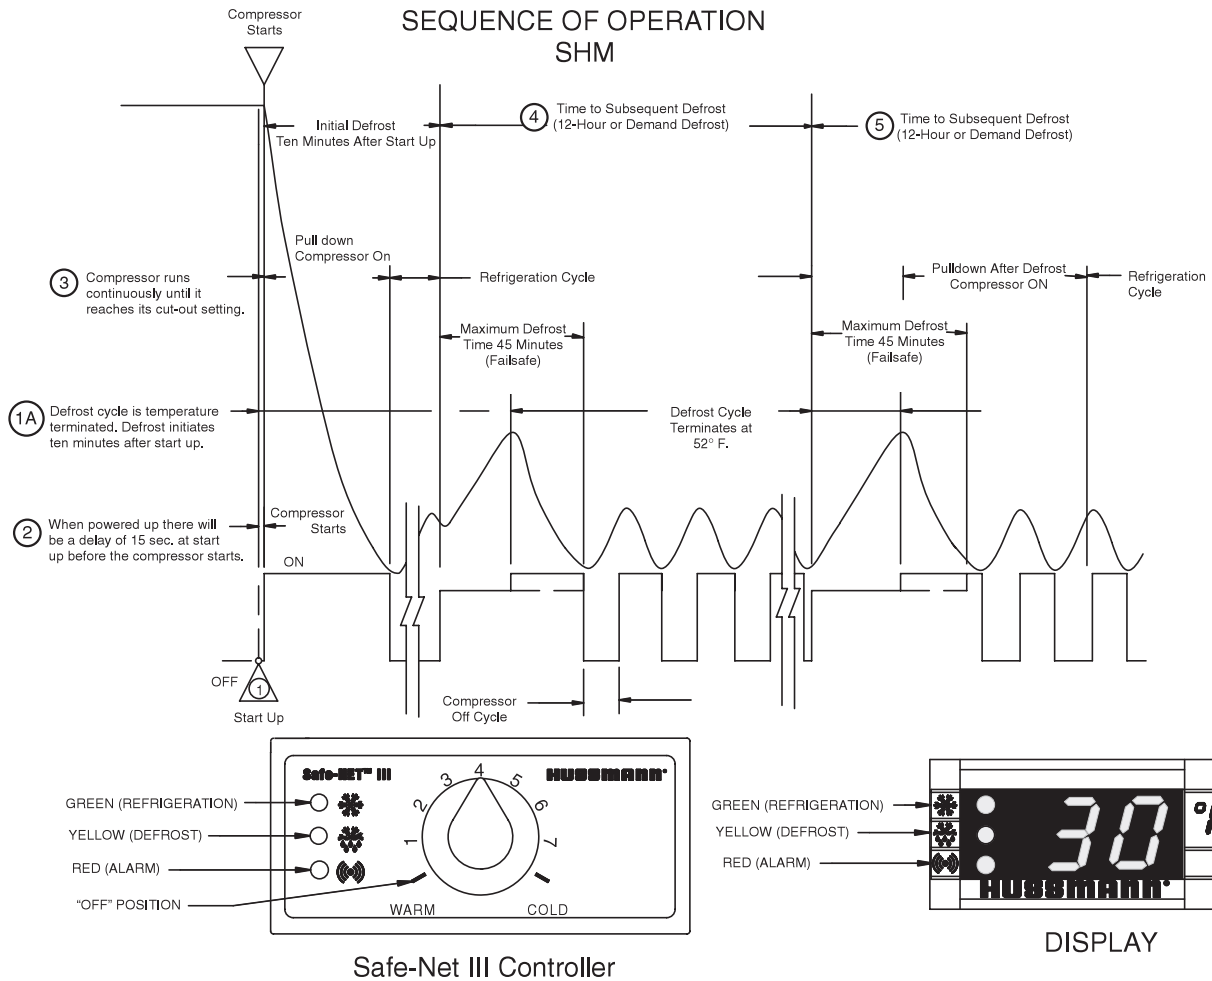 Compressor
Starts
SEQUENCE OF OPERATION
SHM
Initial Defrost
Ten Minutes After Start Up
4
Time to Subsequent Defrost
(12-Hour or Demand Defrost)
5
Time to Subsequent Defrost
(12-Hour or Demand Defrost)
Pull down
Compressor On
3
Compressor runs
continuously until it
reaches its cut-out setting.
Refrigeration Cycle
Pulldown After Defrost
Compressor ON
Refrigeration
Cycle
Maximum Defrost
Time 45 Minutes
(Failsafe)
Maximum Defrost
Time 45 Minutes
(Failsafe)
1A
Defrost cycle is temperature
terminated. Defrost initiates
ten minutes after start up.
Defrost Cycle
Terminates at
52° F.
2
When powered up there will
be a delay of 15 sec. at start
up before the compressor starts.
Compressor
Starts
ON
OFF
1
Start Up
Compressor
Off Cycle
Safe-NET™ III
HUSSMANN
1
2
3
4
5
6
7
GREEN (REFRIGERATION)
YELLOW (DEFROST)
RED (ALARM)
"OFF" POSITION
WARM
COLD
Safe-Net III Controller
GREEN (REFRIGERATION)
YELLOW (DEFROST)
RED (ALARM)
30
HUSSMANN
DISPLAY